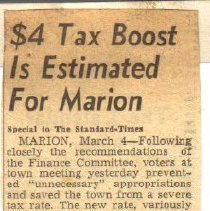 $4 Tax Boost
Is Estimated
For Marion
Special to The Standard-Times
MARION, March 4—Following
closely the recommendations of
the Finance Committee, voters at
town meeting yesterday prevent-
ed "unnecessary" appropriations
and saved the town from a severe
tax rate. The new rate, variously